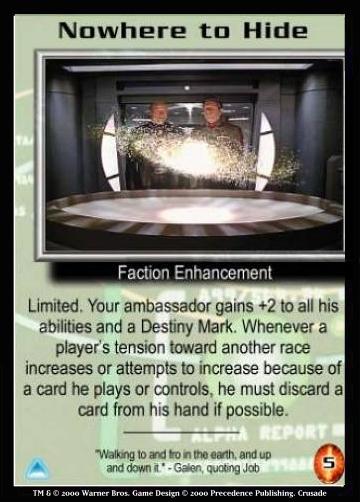 Nowhere to Hide
Faction Enhancement
Limited. Your ambassador gains +2 to all his
abilities and a Destiny Mark. Whenever a
player's tension toward another race
increases or attempts to increase because of
a card he plays or controls, he must discard a
card from his hand if possible.
ALPHA REPORT
"Walking to and fro in the earth, and up
and down it." - Galen, quoting Job
5
TM & © 2000 Warner Bros. Game Design © 2000 Precedence Publishing. Crusade